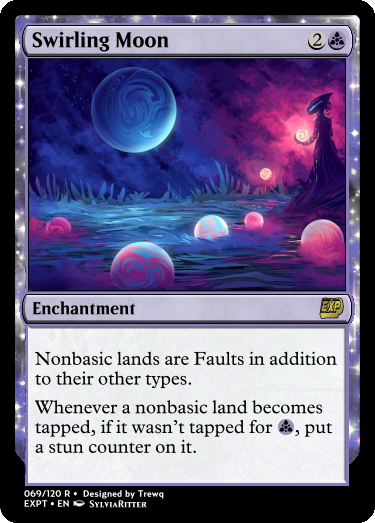 Swirling Moon 2
Enchantment EXP
Nonbasic lands are Faults in addition
to their other types.
Whenever a nonbasic land becomes
tapped, if it wasn't tapped for , put
a stun counter on it.
069/120 R • Designed by Trewq
EXPT • EN SylviaRitter